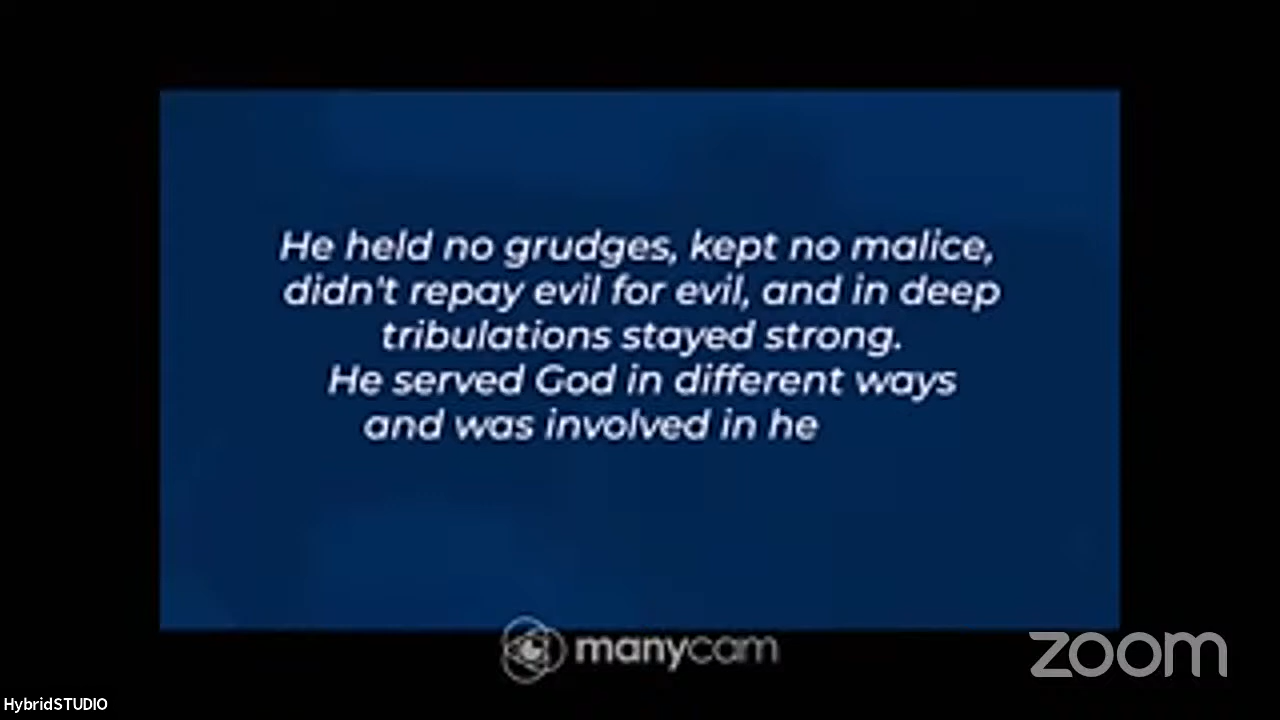 He held no grudges, kept no malice,
didn't repay evil for evil, and in deep
tribulations stayed strong.
He served God in different ways
and was involved in he
manycam
zoom
HybridSTUDIO